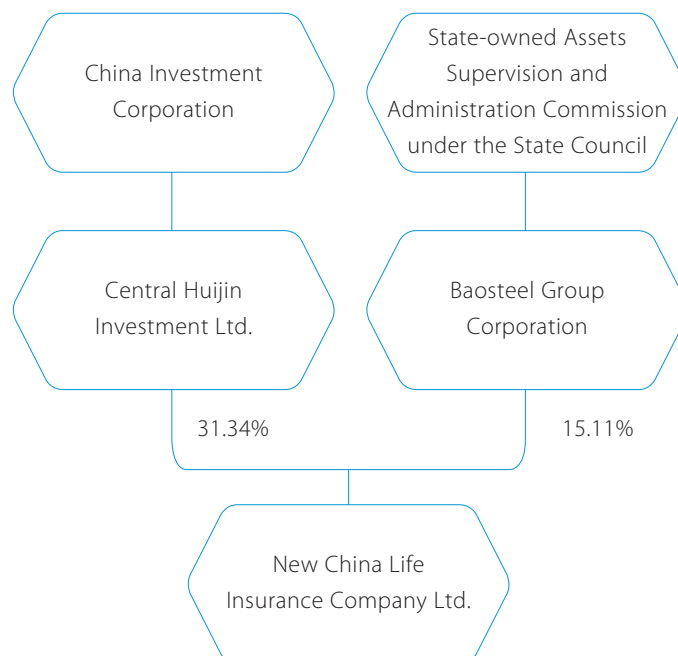 China Investment
Corporation
State-owned Assets
Supervision and
Administration Commission
under the State Council
Central Huijin
Investment Ltd.
Baosteel Group
Corporation
31.34%
15.11%
New China Life
Insurance Company Ltd.